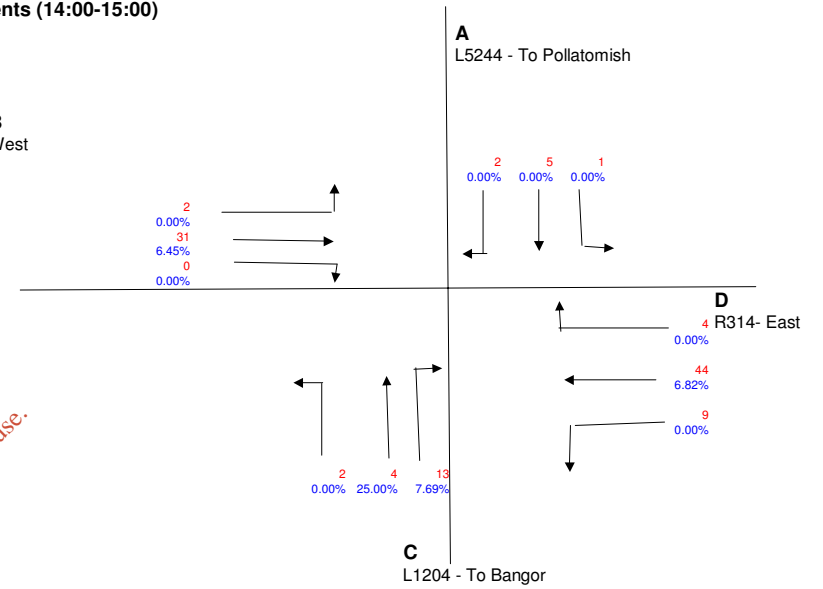 nts (14:00-15:00)
A
L5244 - To Pollatomish
est
2 5 1
0.00% 0.00% 0.00%
2
0.00%
31
6.45%
0
0.00%
D
R314- East
4
0.00%
44
6.82%
9
0.00%
use.
2 4 13
0.00% 25.00% 7.69%
C
L1204 - To Bangor